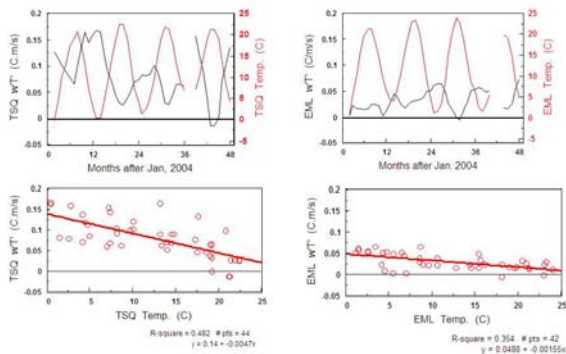 TSQ w'T' (C.m/s)
0.2
0.15
0.1
0.05
0
-0.05
25
20
15
10
5
0
-5
TSQ Temp. (C)
0 12 24 36 48
Months after Jan, 2004
EML w'T' (C/m/s)
0.2
0.15
0.1
0.05
0
-0.05
25
20
15
10
5
0
-5
EML Temp. (C)
0 12 24 36 48
Months after Jan. 2004
TSQ w'T' (C.m/s)
0.2
0.15
0.1
0.05
0
-0.05
0 5 10 15 20 25
TSQ Temp. (C)
R-square = 0.482 # pts = 44
y = 0.14 + -0.0047x
EML w'T' (C.m/s)
0.2
0.15
0.1
0.05
0
-0.05
0 5 10 15 20 25
EML Temp. (C)
R-square = 0.354 # pts = 42
y = 0.0488 + -0.00155x